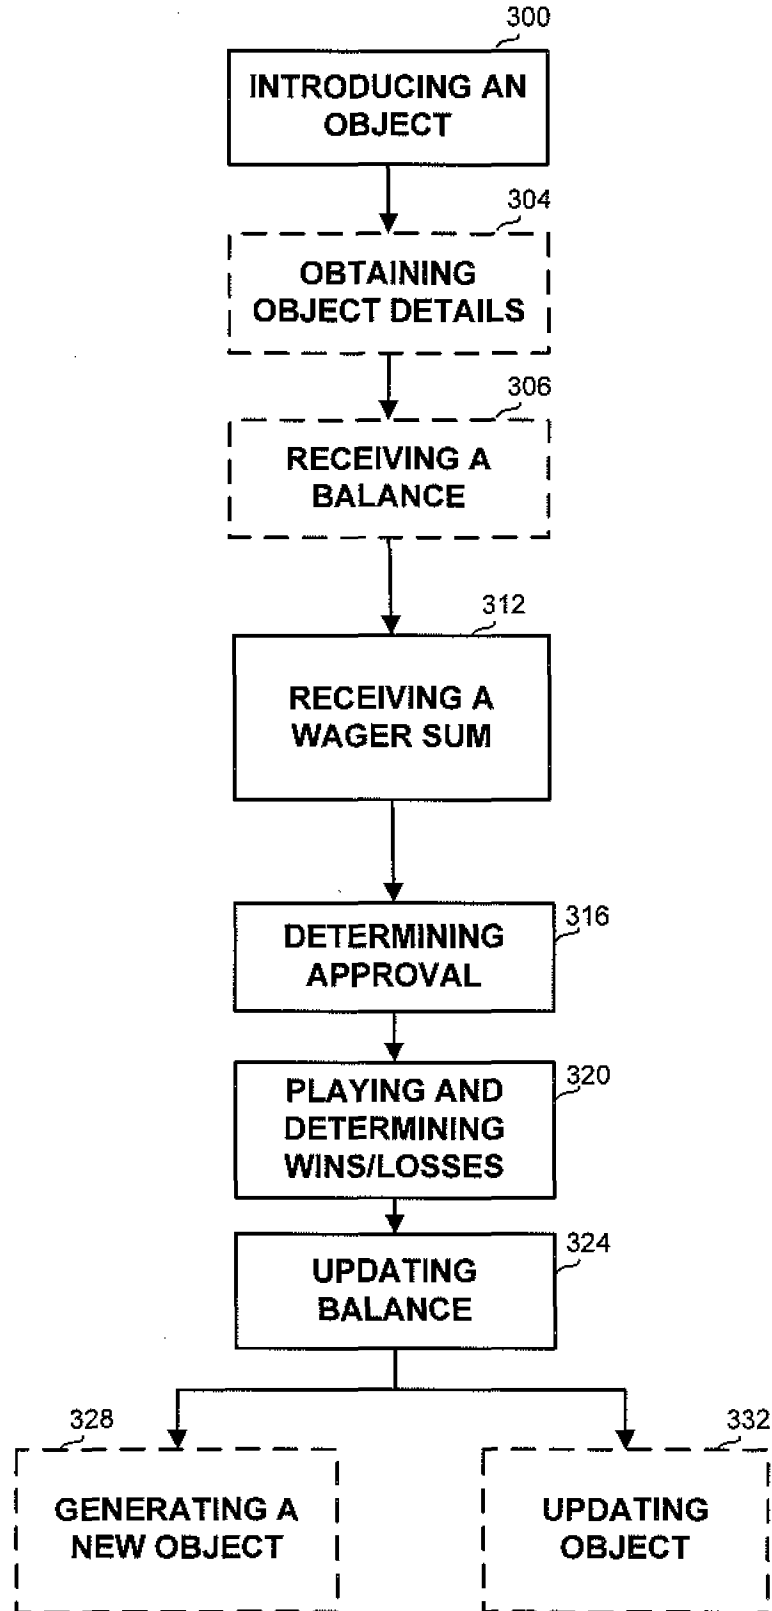 300
INTRODUCING AN
OBJECT
304
OBTAINING
OBJECT DETAILS
306
RECEIVING A
BALANCE
312
RECEIVING A
WAGER SUM
316
DETERMINING
APPROVAL
320
PLAYING AND
DETERMINING
WINS/LOSSES
324
UPDATING
BALANCE
328
GENERATING A
NEW OBJECT
332
UPDATING
OBJECT